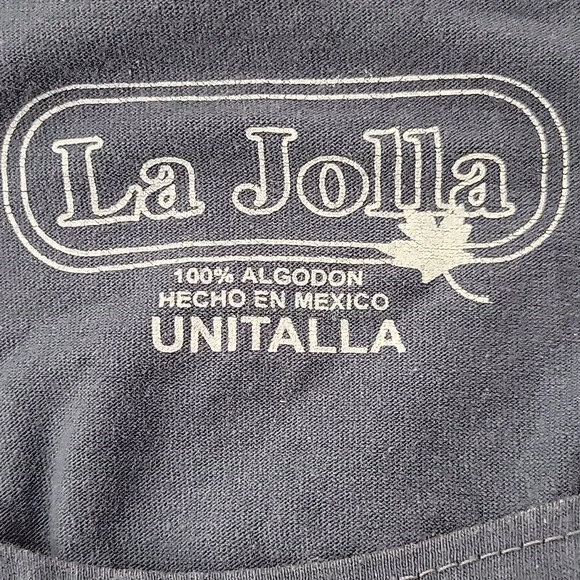 La Jolla
100% ALGODON
HECHO EN MEXICO
UNITALLA